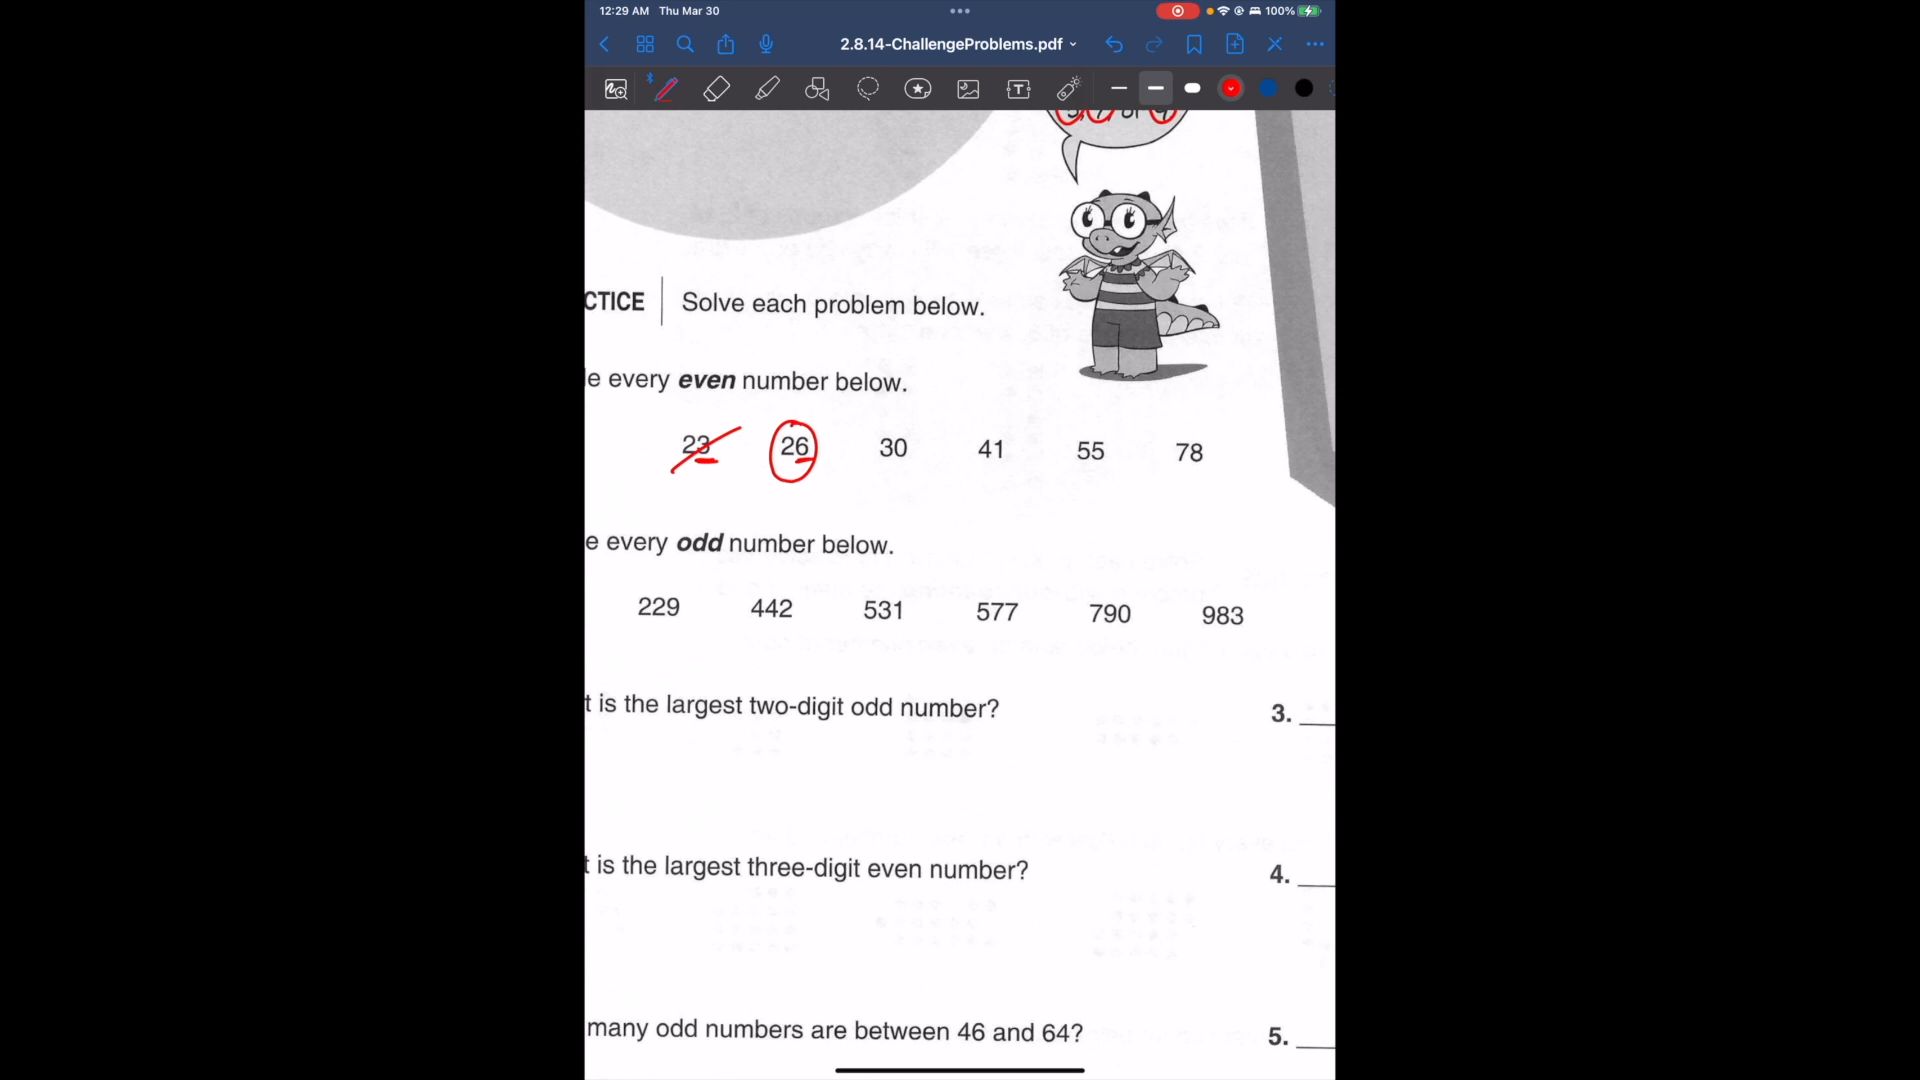 12:29 AM Thu Mar 30
100%
2.8.14-ChallengeProblems.pdf
T
or
CTICE Solve each problem below.
e every even number below.
23 26 30 41 55 78
e every odd number below.
229 442 531 577 790 983
t is the largest two-digit odd number?
3.
t is the largest three-digit even number?
4.
many odd numbers are between 46 and 64?
5.